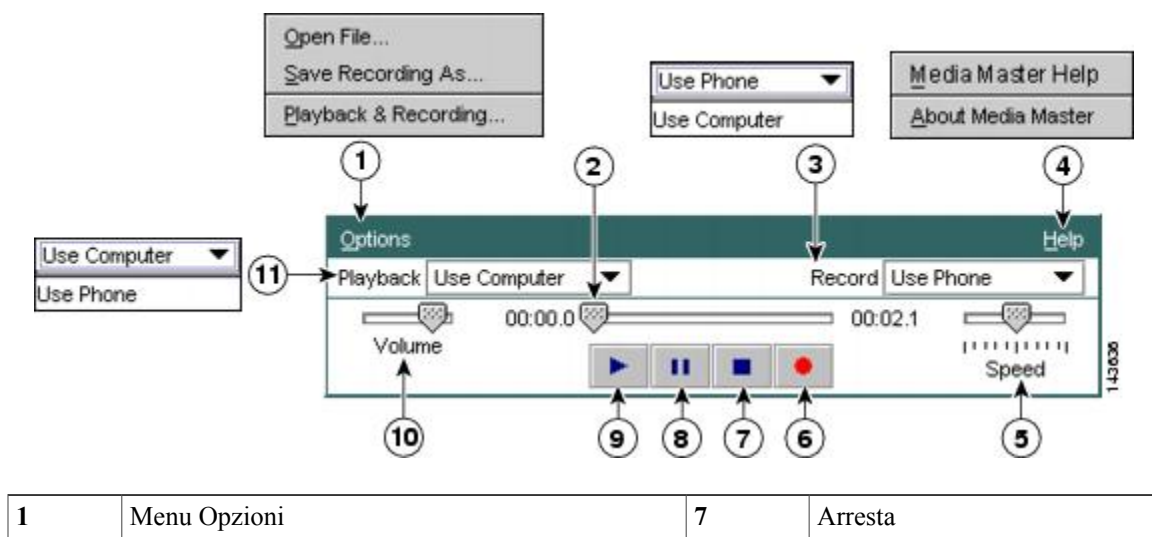 Open File...
Save Recording As...
Playback & Recording...
Use Phone
Use Computer
Media Master Help
About Media Master
1
2
3
4
Use Computer
Use Phone
11
Options
Help
Playback Use Computer
Record Use Phone
00:00.0
00:02.1
Volume
Speed
143636
10
9
8
7
6
5
1 Menu Opzioni 7 Arresta